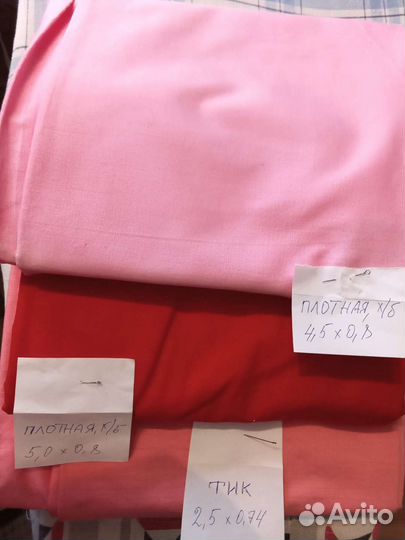 ПЛОТНАЯ, Х/Б
4,5 х 0,8
ПЛОТНАЯ, Х/Б
5,0 х 0,8
ТИК
2,5 х 0,74
Avito